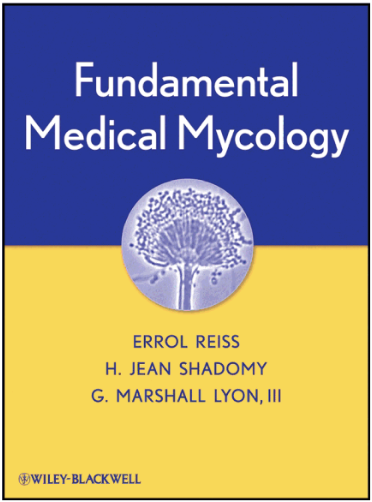 Fundamental
Medical Mycology
ERROL REISS
H. JEAN SHADOMY
G. MARSHALL LYON, III
WILEY-BLACKWELL